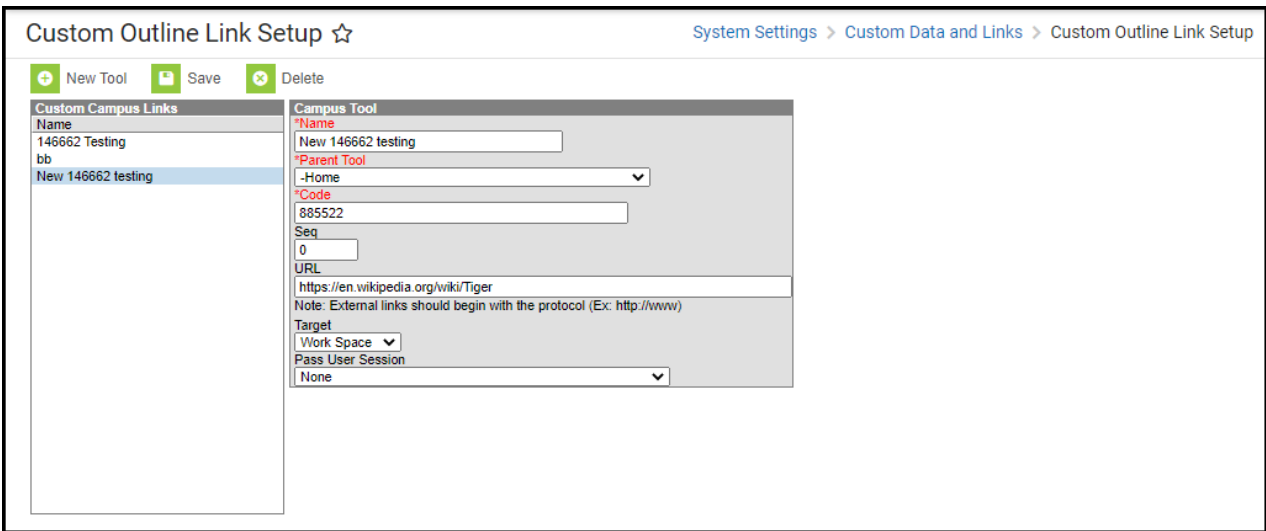 Custom Outline Link Setup
System Settings > Custom Data and Links > Custom Outline Link Setup
New Tool Save Delete
Custom Campus Links
Name
146662 Testing
bb
New 146662 testing
Campus Tool
*Name
New 146662 testing
*Parent Tool
-Home
*Code
885522
Seq
0
URL
https://en.wikipedia.org/wiki/Tiger
Note: External links should begin with the protocol (Ex: http://www)
Target
Work Space
Pass User Session
None